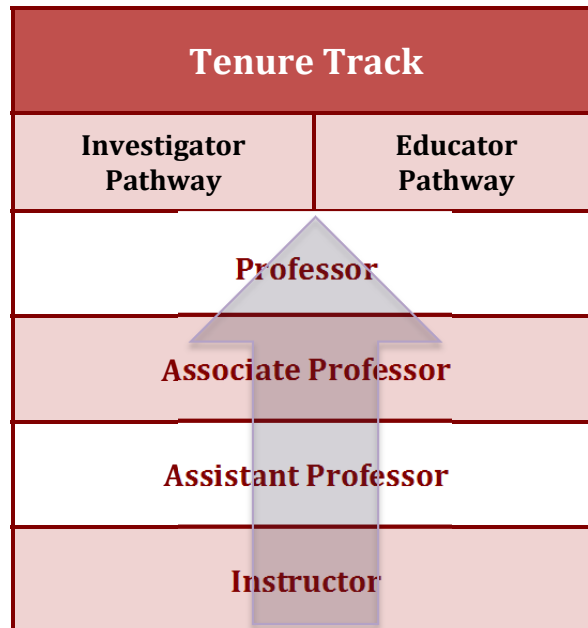 Tenure Track
Investigator Educator
Pathway Pathway
Professor
Associate Professor
Assistant Professor
Instructor